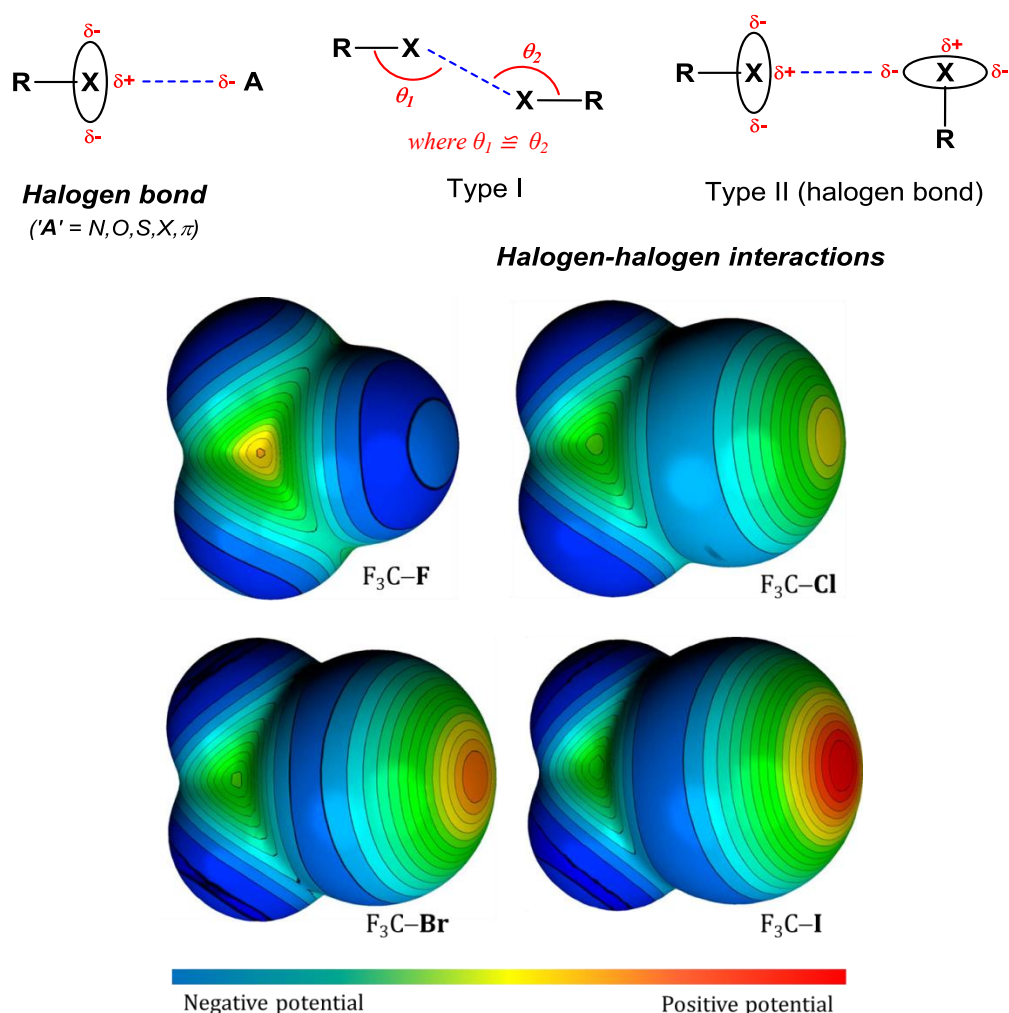 δ-
R X δ+ δ- A
δ-
Halogen bond
('A' = N,O,S,X,π)
R X
θ1
θ2
X R
where θ1 ≌ θ2
Type I
δ-
R X δ+ δ- X δ-
δ+
δ-
R
Type II (halogen bond)
Halogen-halogen interactions
F₃C–F
F₃C–Cl
F₃C–Br
F₃C–I
Negative potential Positive potential